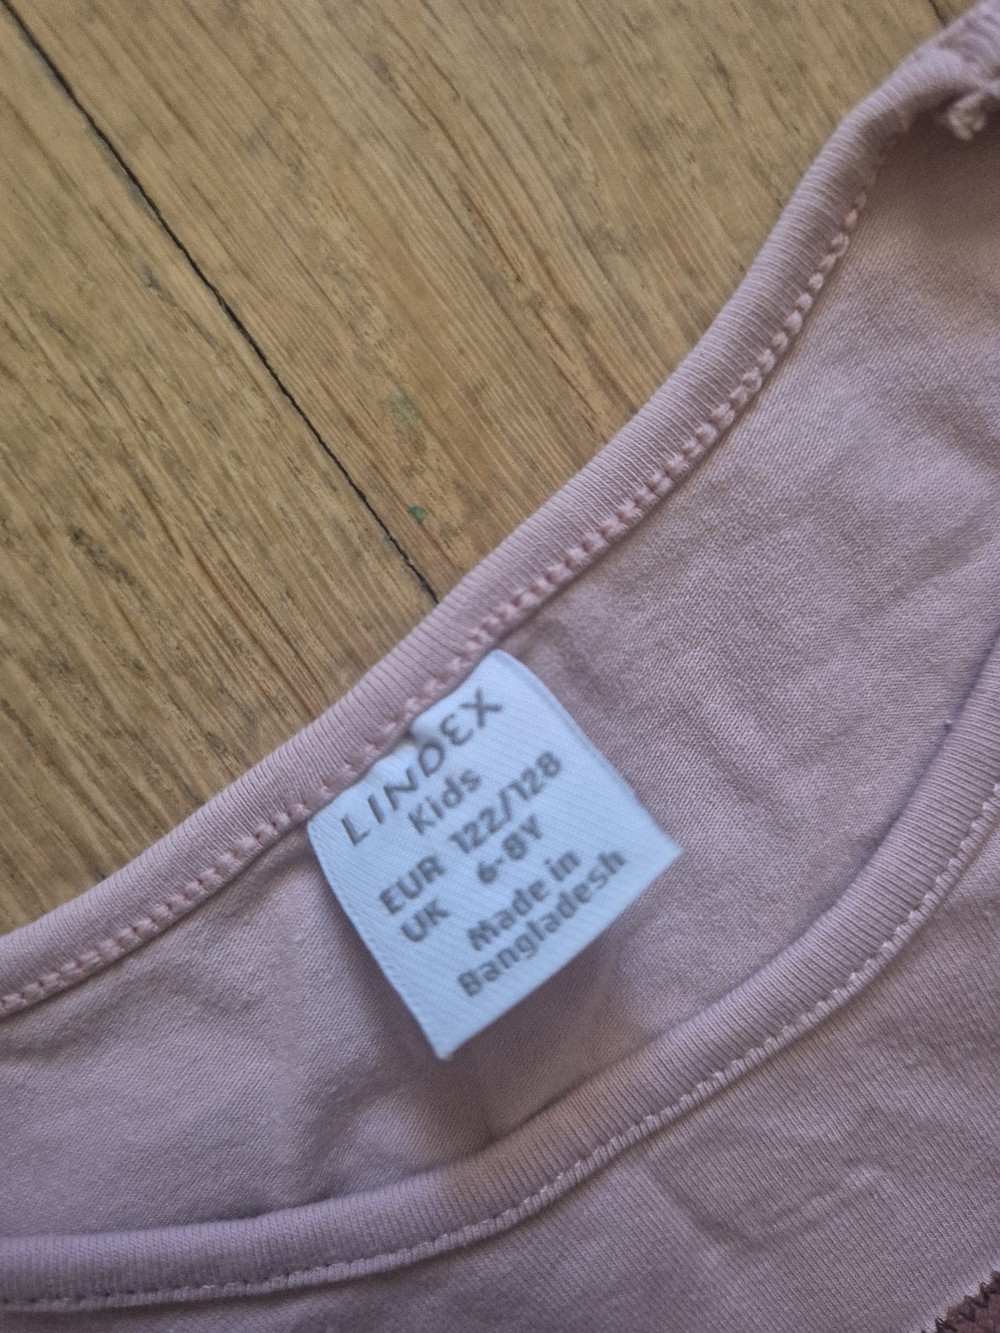 LINDEX
Kids
EUR 122/128
UK 6-8Y
Made in
Bangladesh